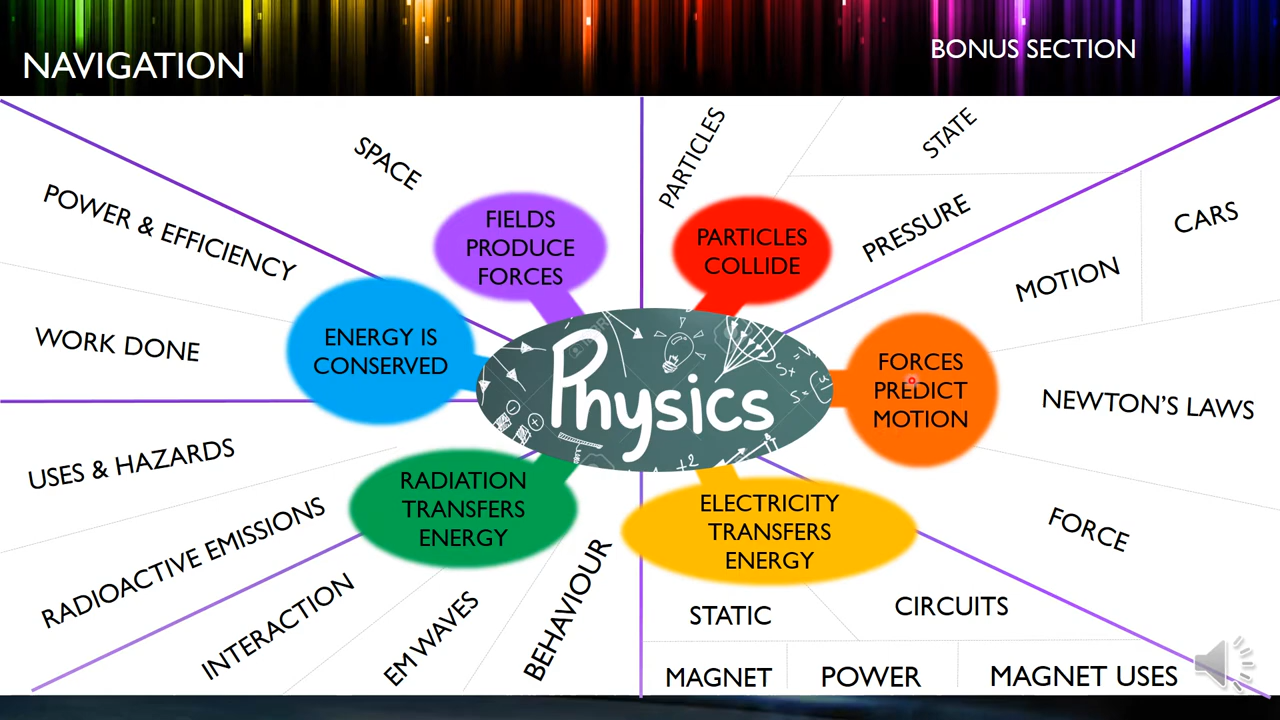 NAVIGATION
BONUS SECTION
SPACE
POWER & EFFICIENCY
WORK DONE
FIELDS
PRODUCE
FORCES
ENERGY IS
CONSERVED
PARTICLES
STATE
PRESSURE
PARTICLES
COLLIDE
CARS
MOTION
NEWTON'S LAWS
FORCE
FORCES
PREDICT
MOTION
Physics
USES & HAZARDS
RADIOACTIVE EMISSIONS
RADIATION
TRANSFERS
ENERGY
INTERACTION
EM WAVES
BEHAVIOUR
ELECTRICITY
TRANSFERS
ENERGY
STATIC
CIRCUITS
MAGNET
POWER
MAGNET USES